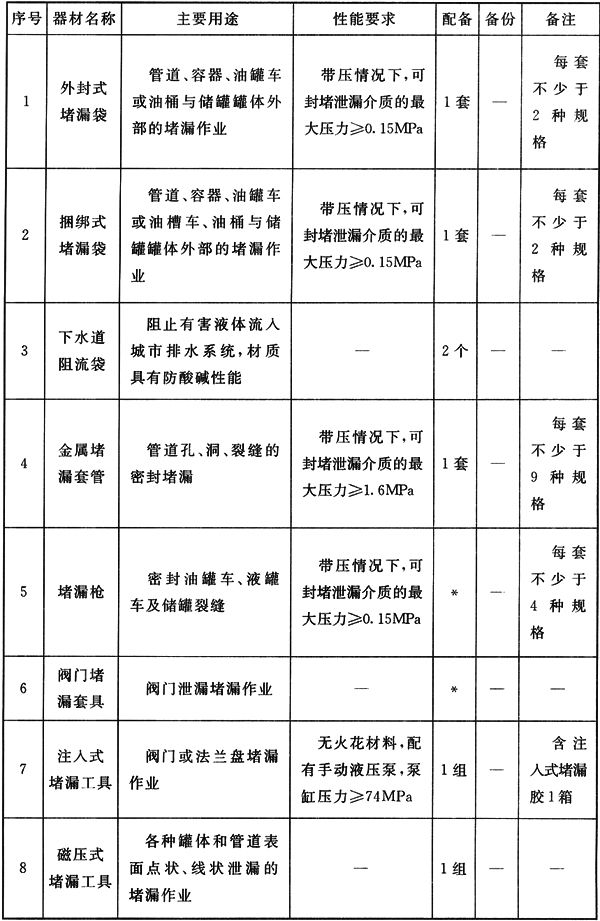 序号 器材名称 主要用途 性能要求 配备 备份 备注
1
外封式
堵漏袋
管道、容器、油罐车
或油桶与储罐罐体外
部的堵漏作业
带压情况下,可
封堵泄漏介质的最
大压力≥0.15MPa
1套
—
每套
不少于
2种规
格
2
捆绑式
堵漏袋
管道、容器、油罐车
或油槽车、油桶与储
罐罐体外部的堵漏作
业
带压情况下,可
封堵泄漏介质的最
大压力≥0.15MPa
1套
—
每套
不少于
2种规
格
3
下水道
阻流袋
阻止有害液体流入
城市排水系统,材质
具有防酸碱性能
—
2个
—
—
4
金属堵
漏套管
管道孔、洞、裂缝的
密封堵漏
带压情况下,可
封堵泄漏介质的最
大压力≥1.6MPa
1套
—
每套
不少于
9种规
格
5
堵漏枪
密封油罐车、液罐
车及储罐裂缝
带压情况下,可
封堵泄漏介质的最
大压力≥0.15MPa
*
—
每套
不少于
4种规
格
6
阀门堵
漏套具
阀门泄漏堵漏作业
—
*
—
—
7
注入式
堵漏工具
阀门或法兰盘堵漏
作业
无火花材料,配
有手动液压泵,泵
缸压力≥74MPa
1组
—
含注
入式堵漏
胶1箱
8
磁压式
堵漏工具
各种罐体和管道表
面点状、线状泄漏的
堵漏作业
—
1组
—
—